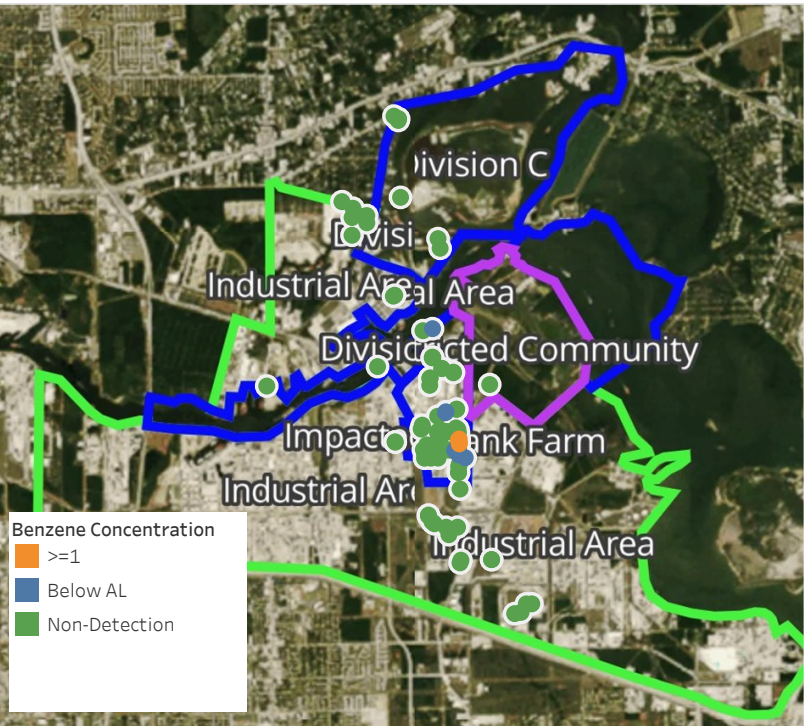 Division C
Divisi
Industrial Are
al Area
Divisi
cted Community
Impact
ank Farm
Industrial Are
Industrial Area
Benzene Concentration
>=1
Below AL
Non-Detection